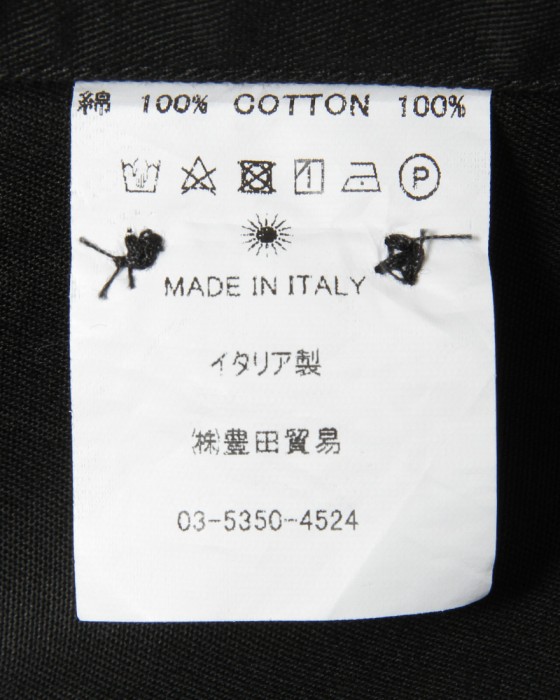 綿 100% COTTON 100%
P
MADE IN ITALY
イタリア製
㈱豊田貿易
03-5350-4524